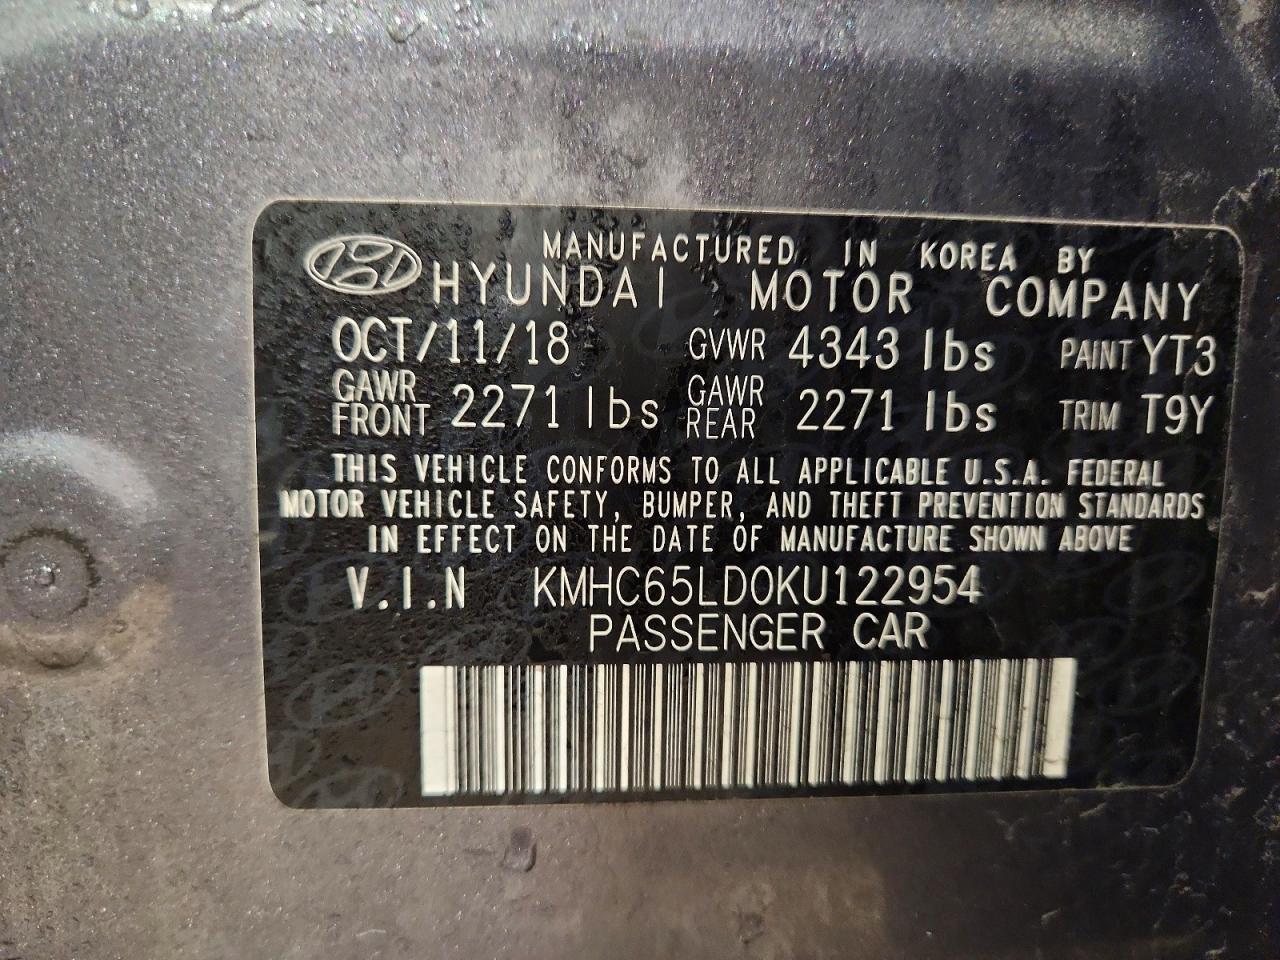 MANUFACTURED IN KOREA BY
HYUNDAI MOTOR COMPANY
OCT/11/18 GVWR 4343 lbs PAINT YT3
GAWR FRONT 2271 lbs GAWR REAR 2271 lbs TRIM T9Y
THIS VEHICLE CONFORMS TO ALL APPLICABLE U.S.A. FEDERAL
MOTOR VEHICLE SAFETY, BUMPER, AND THEFT PREVENTION STANDARDS
IN EFFECT ON THE DATE OF MANUFACTURE SHOWN ABOVE
V.I.N KMHC65LD0KU122954
PASSENGER CAR